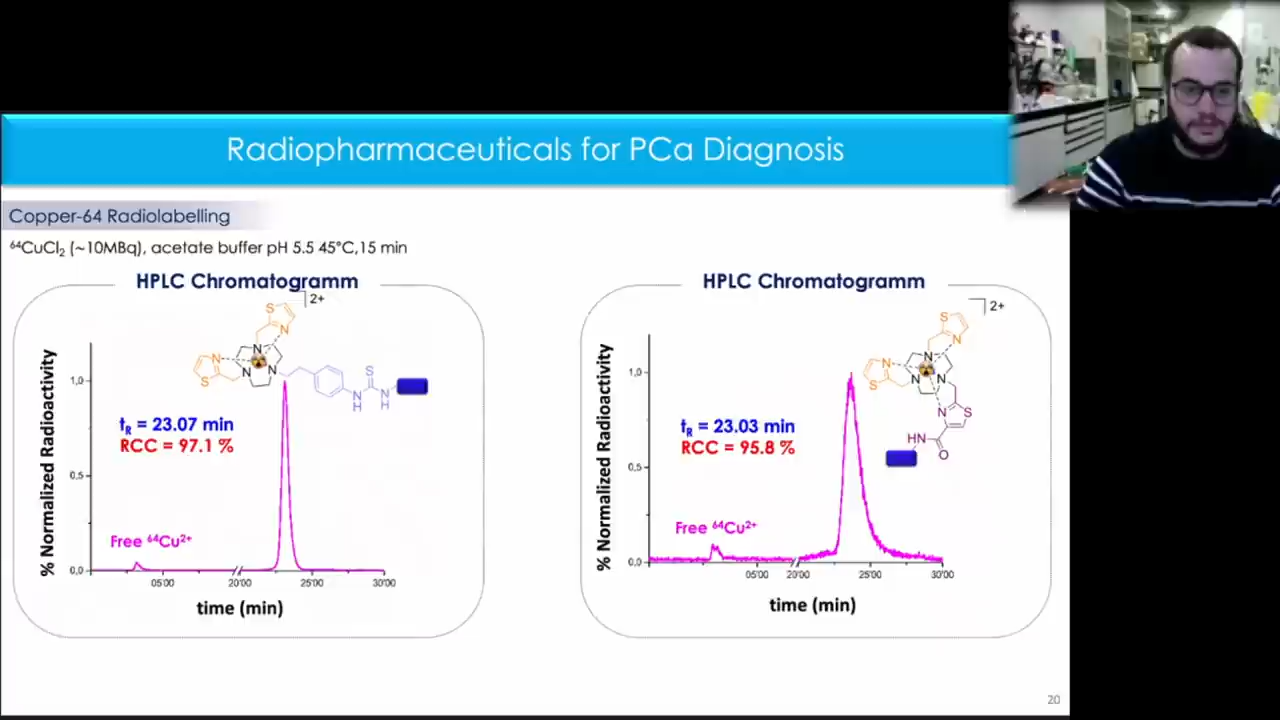 Radiopharmaceuticals for PCa Diagnosis
Copper-64 Radiolabelling
⁶⁴CuCl₂ (~10MBq), acetate buffer pH 5.5 45°C,15 min
HPLC Chromatogramm
2+
S
N
N
S
N
N
N
S
N
H
N
H
% Normalized Radioactivity
1,0
0,5
0,0
tR = 23.07 min
RCC = 97.1 %
Free ⁶⁴Cu²⁺
05'00 20'00 25'00 30'00
time (min)
HPLC Chromatogramm
2+
S
N
N
S
N
N
N
N
S
HN
O
% Normalized Radioactivity
1,0
0,5
0,0
tR = 23.03 min
RCC = 95.8 %
Free ⁶⁴Cu²⁺
05'00 20'00 25'00 30'00
time (min)
20